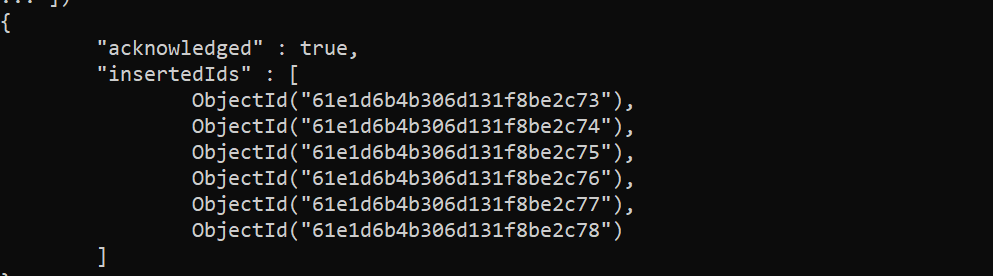 ... ])
{
"acknowledged" : true,
"insertedIds" : [
ObjectId("61e1d6b4b306d131f8be2c73"),
ObjectId("61e1d6b4b306d131f8be2c74"),
ObjectId("61e1d6b4b306d131f8be2c75"),
ObjectId("61e1d6b4b306d131f8be2c76"),
ObjectId("61e1d6b4b306d131f8be2c77"),
ObjectId("61e1d6b4b306d131f8be2c78")
]
}